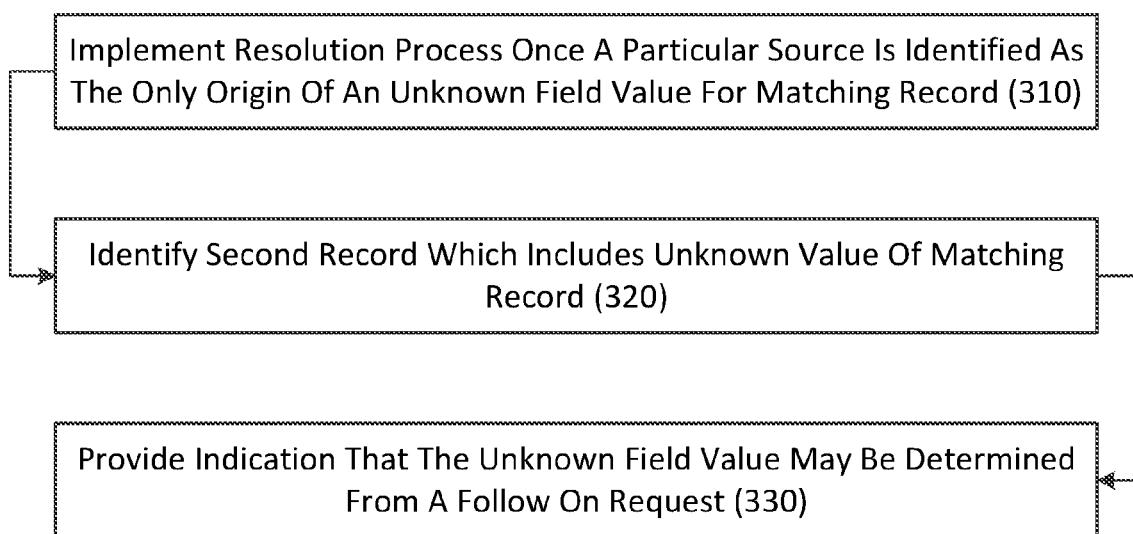 Implement Resolution Process Once A Particular Source Is Identified As
The Only Origin Of An Unknown Field Value For Matching Record (310)
Identify Second Record Which Includes Unknown Value Of Matching
Record (320)
Provide Indication That The Unknown Field Value May Be Determined
From A Follow On Request (330)